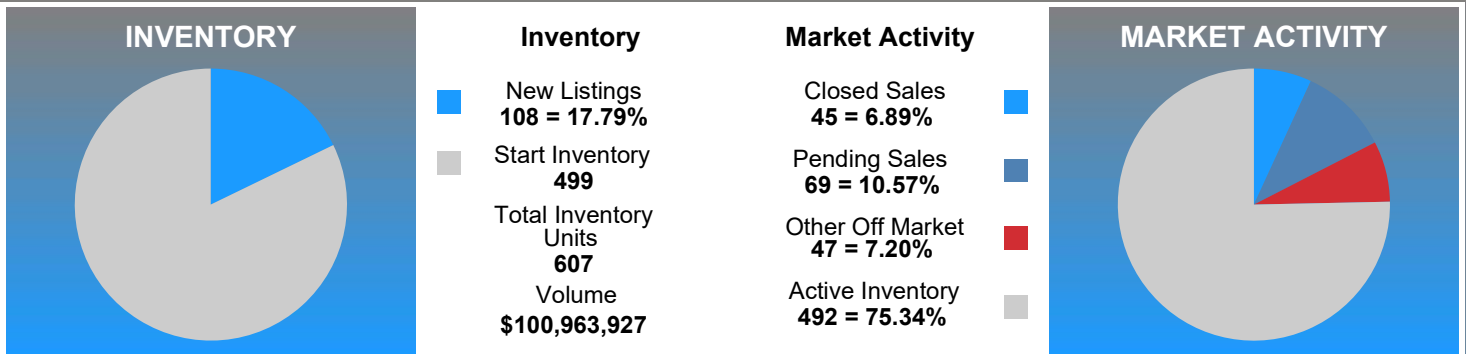 INVENTORY
Inventory
New Listings
108 = 17.79%
Start Inventory
499
Total Inventory
Units
607
Volume
$100,963,927
Market Activity
Closed Sales
45 = 6.89%
Pending Sales
69 = 10.57%
Other Off Market
47 = 7.20%
Active Inventory
492 = 75.34%
MARKET ACTIVITY